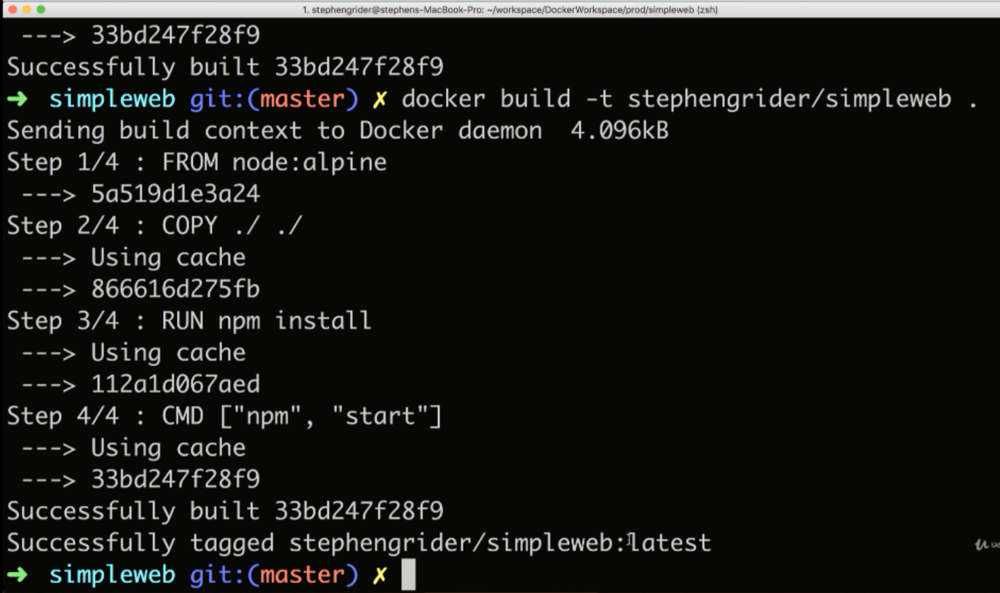 1. stephengrider@stephens-MacBook-Pro: ~/workspace/DockerWorkspace/prod/simpleweb (zsh)
---> 33bd247f28f9
Successfully built 33bd247f28f9
➜ simpleweb git:(master) ✗ docker build -t stephengrider/simpleweb .
Sending build context to Docker daemon 4.096kB
Step 1/4 : FROM node:alpine
---> 5a519d1e3a24
Step 2/4 : COPY ./ ./
---> Using cache
---> 866616d275fb
Step 3/4 : RUN npm install
---> Using cache
---> 112a1d067aed
Step 4/4 : CMD ["npm", "start"]
---> Using cache
---> 33bd247f28f9
Successfully built 33bd247f28f9
Successfully tagged stephengrider/simpleweb:latest
➜ simpleweb git:(master) ✗